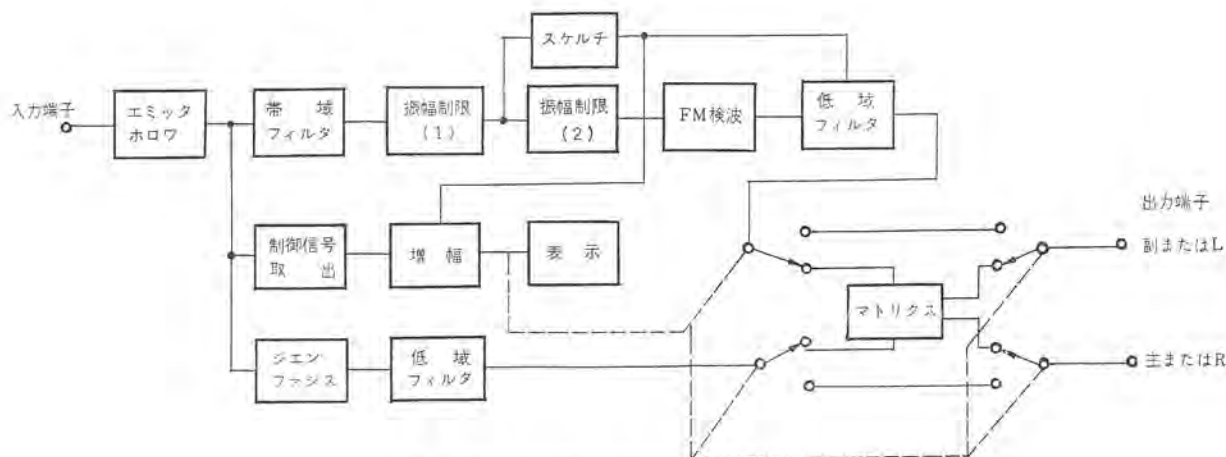 スケルチ
入力端子
エミッタ
ホロワ
帯域
フィルタ
振幅制限
(1)
振幅制限
(2)
FM検波
低域
フィルタ
制御信号
取出
増幅
表示
出力端子
副またはL
マトリクス
ジエン
ファシス
低域
フィルタ
主またはR